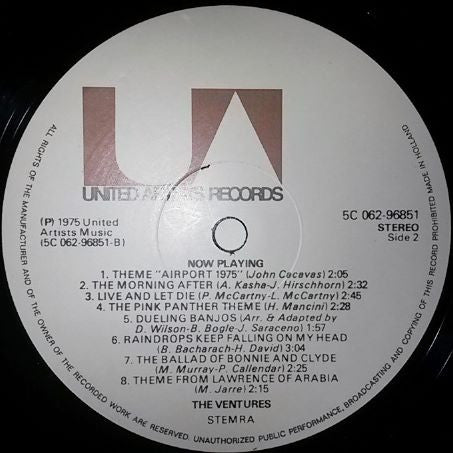 UA
UNITED ARTISTS RECORDS
(P) 1975 United
Artists Music
(5C 062-96851-B)
5C 062-96851
STEREO
Side 2
NOW PLAYING
1. THEME "AIRPORT 1975" (John Cacavas) 2:05
2. THE MORNING AFTER (A. Kasha-J. Hirschhorn) 2:32
3. LIVE AND LET DIE (P. McCartny-L. McCartny) 2:45
4. THE PINK PANTHER THEME (H. Mancini) 2:28
5. DUELING BANJOS (Arr. & Adapted by
D. Wilson-B. Bogle-J. Saraceno) 1:57
6. RAINDROPS KEEP FALLING ON MY HEAD
(B. Bacharach-H. David) 3:04
7. THE BALLAD OF BONNIE AND CLYDE
(M. Murray-P. Callendar) 2:25
8. THEME FROM LAWRENCE OF ARABIA
(M. Jarre) 2:15
THE VENTURES
STEMRA
ALL RIGHTS OF THE MANUFACTURER AND OF THE OWNER OF THE RECORDED WORK ARE RESERVED. UNAUTHORIZED PUBLIC PERFORMANCE, BROADCASTING AND COPYING OF THIS RECORD PROHIBITED MADE IN HOLLAND